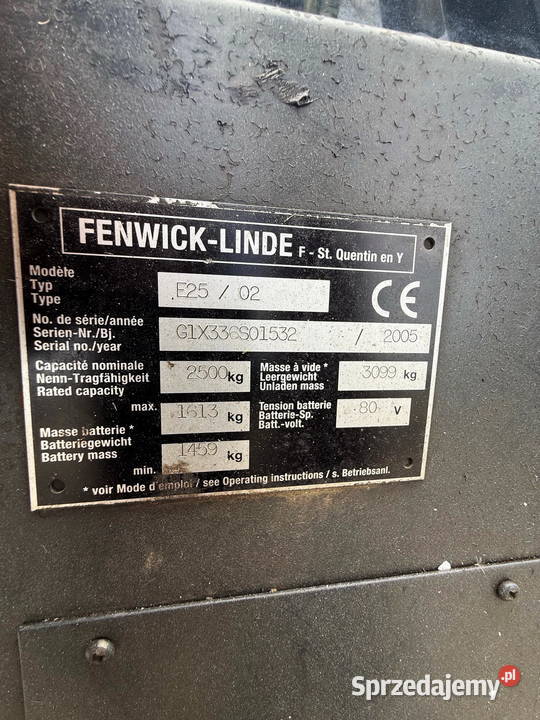 FENWICK-LINDE F - St. Quentin en Y
Modèle
Typ
Type
E25 / 02
CE
No. de série/année
Serien-Nr./Bj.
Serial no./year
G1X336S01532 / 2005
Capacité nominale
Nenn-Tragfähigkeit
Rated capacity
2500 kg
Masse à vide *
Leergewicht
Unladen mass
3099 kg
max. 1613 kg
Masse batterie *
Batteriegewicht
Battery mass
min. 1459 kg
Tension batterie
Batterie-Sp.
Batt.-volt.
80 V
* voir Mode d'emploi / see Operating instructions / s. Betriebsanl.
Sprzedajemy.pl